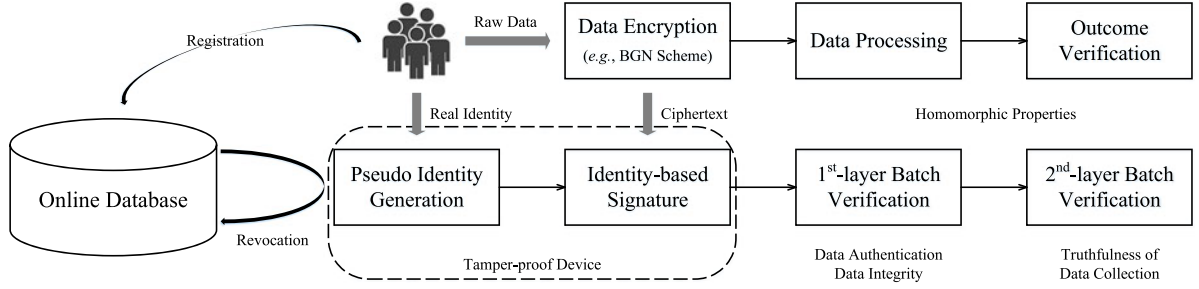 Registration
Raw Data
Data Encryption
(e.g., BGN Scheme)
Data Processing
Outcome
Verification
Real Identity
Ciphertext
Homomorphic Properties
Online Database
Pseudo Identity
Generation
Identity-based
Signature
1st-layer Batch
Verification
2nd-layer Batch
Verification
Revocation
Tamper-proof Device
Data Authentication
Data Integrity
Truthfulness of
Data Collection